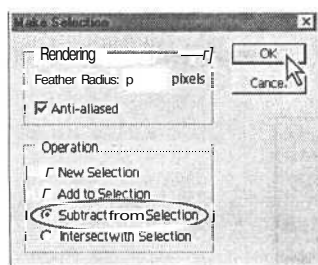 Make Selection
Rendering
OK
Feather Radius: p pixels
Cancel
Anti-aliased
Operation
New Selection
Add to Selection
Subtract from Selection
Intersect with Selection